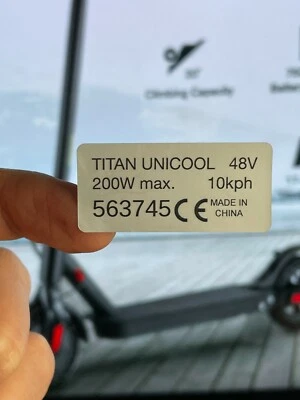 Climbing Capacity
TITAN UNICOOL 48V
200W max. 10kph
563745 CE MADE IN
CHINA